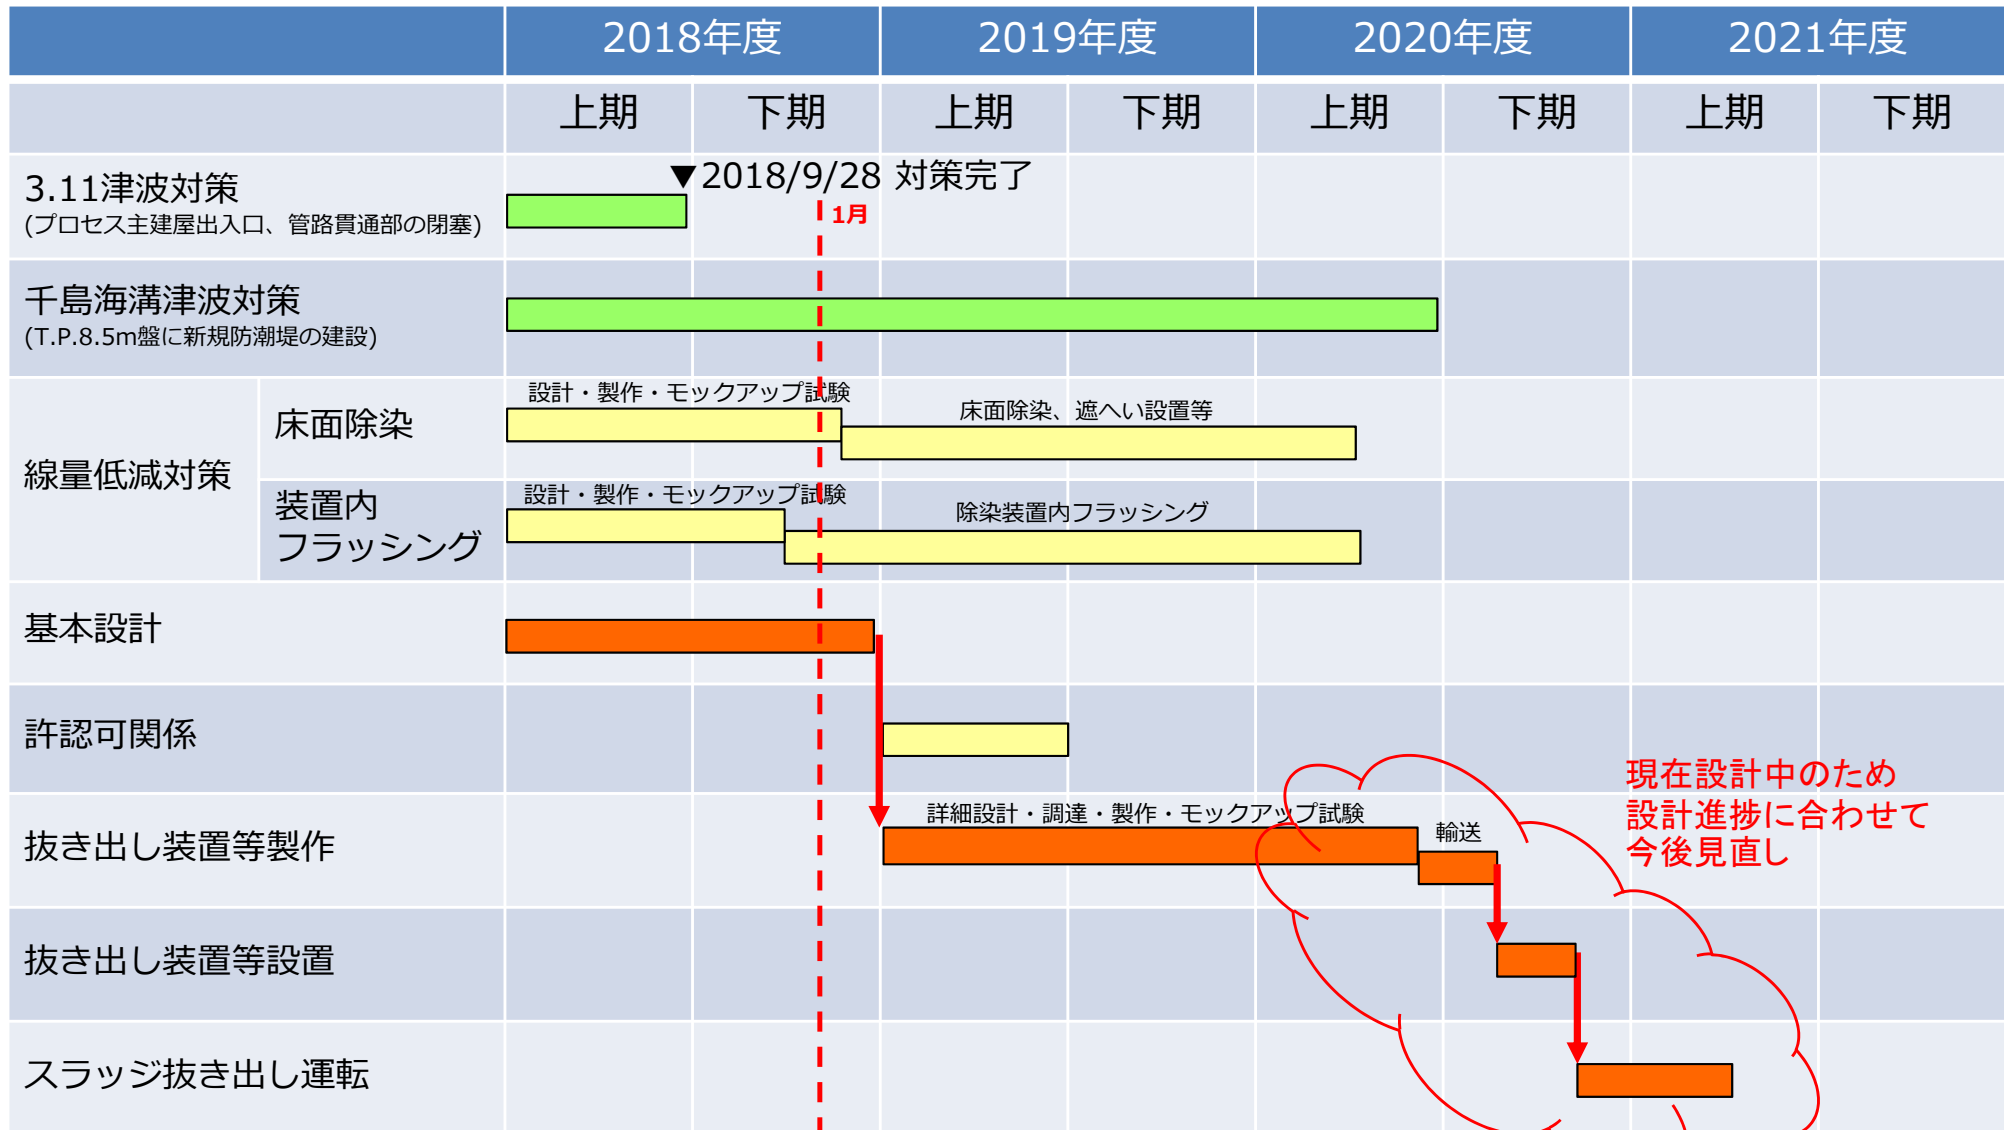 2018年度 2019年度 2020年度 2021年度
上期 下期 上期 下期 上期 下期 上期 下期
3.11津波対策
(プロセス主建屋出入口、管路貫通部の閉塞)
▼2018/9/28 対策完了
1月
千島海溝津波対策
(T.P.8.5m盤に新規防潮堤の建設)
線量低減対策
床面除染
設計・製作・モックアップ試験
床面除染、遮へい設置等
装置内
フラッシング
設計・製作・モックアップ試験
除染装置内フラッシング
基本設計
許認可関係
現在設計中のため
設計進捗に合わせて
今後見直し
抜き出し装置等製作
詳細設計・調達・製作・モックアップ試験
輸送
抜き出し装置等設置
スラッジ抜き出し運転